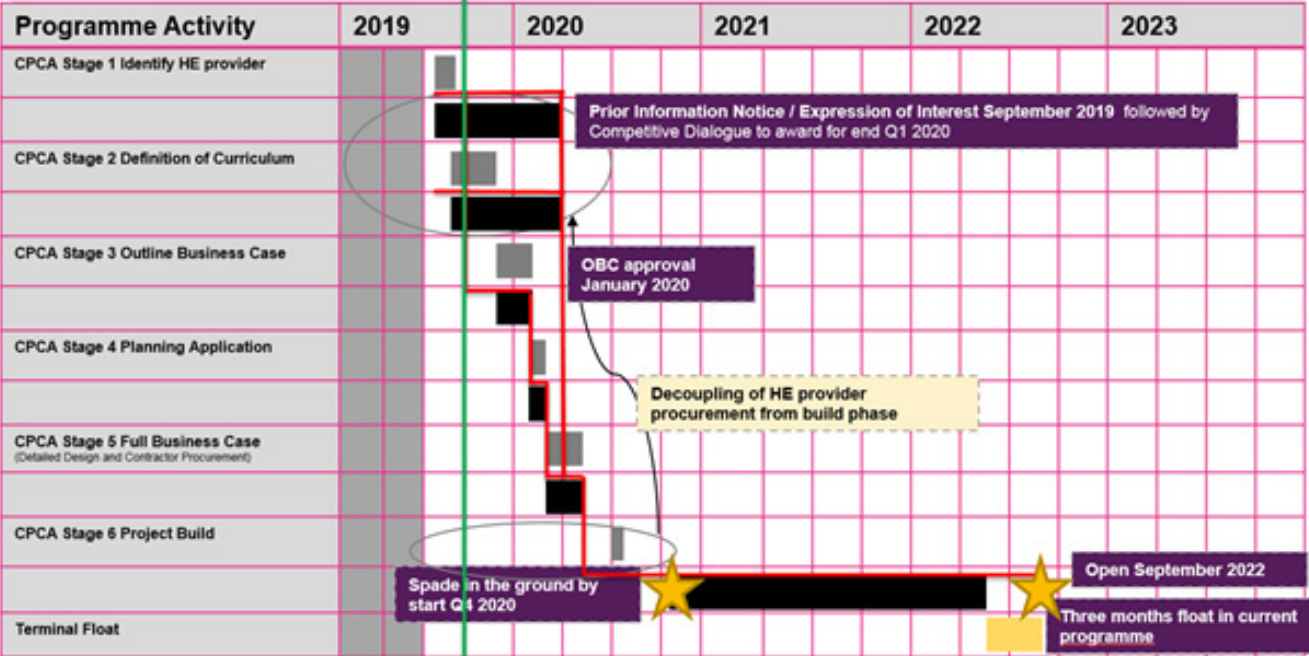 Programme Activity 2019 2020 2021 2022 2023
CPCA Stage 1 Identify HE provider
Prior Information Notice / Expression of Interest September 2019 followed by
Competitive Dialogue to award for end Q1 2020
CPCA Stage 2 Definition of Curriculum
CPCA Stage 3 Outline Business Case
OBC approval
January 2020
CPCA Stage 4 Planning Application
Decoupling of HE provider
procurement from build phase
CPCA Stage 5 Full Business Case
(Detailed Design and Contractor Procurement)
CPCA Stage 6 Project Build
Spade in the ground by
start Q4 2020
Open September 2022
Three months float in current
programme
Terminal Float